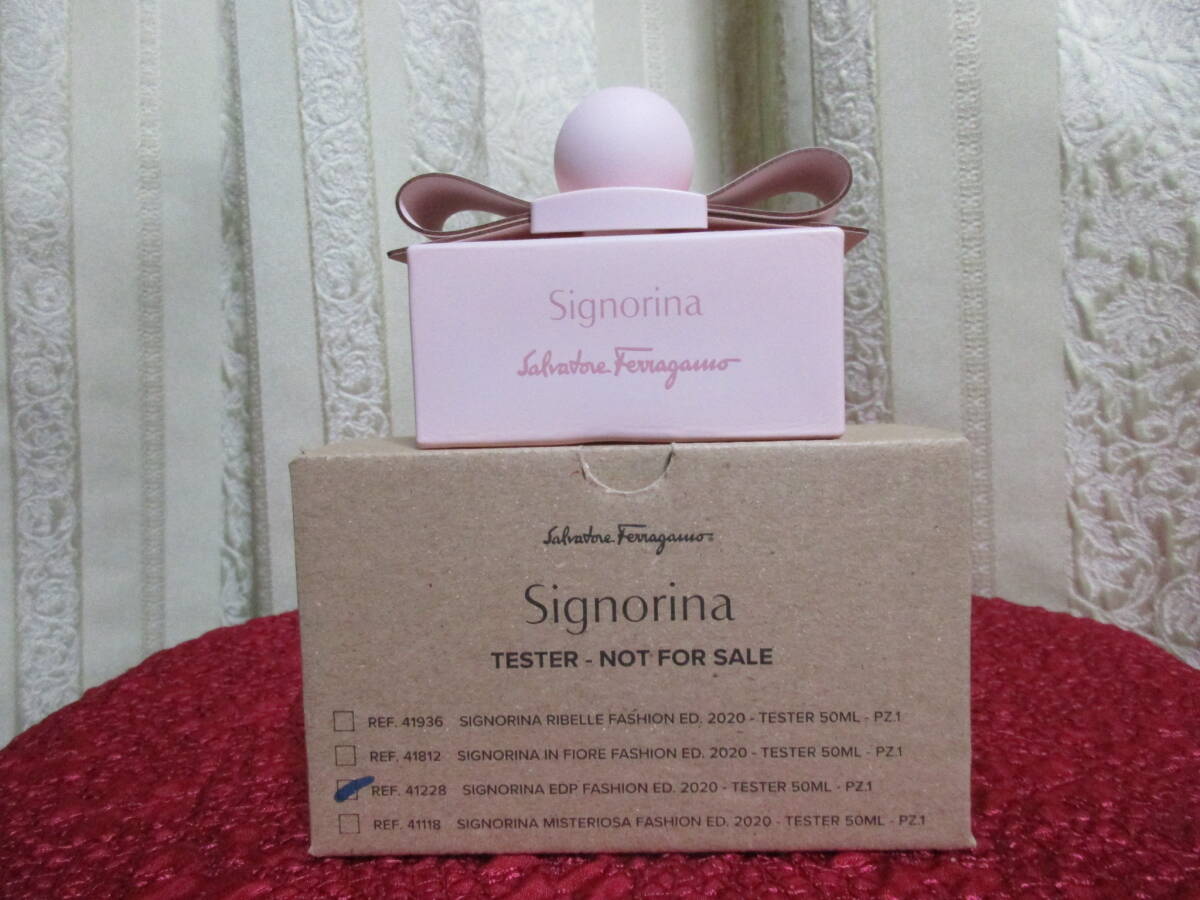 Signorina
Salvatore Ferragamo
Salvatore Ferragamo
Signorina
TESTER - NOT FOR SALE
REF. 41936 SIGNORINA RIBELLE FASHION ED. 2020 - TESTER 50ML - PZ.1
REF. 41812 SIGNORINA IN FIORE FASHION ED. 2020 - TESTER 50ML - PZ.1
REF. 41228 SIGNORINA EDP FASHION ED. 2020 - TESTER 50ML - PZ.1
REF. 41118 SIGNORINA MISTERIOSA FASHION ED. 2020 - TESTER 50ML - PZ.1